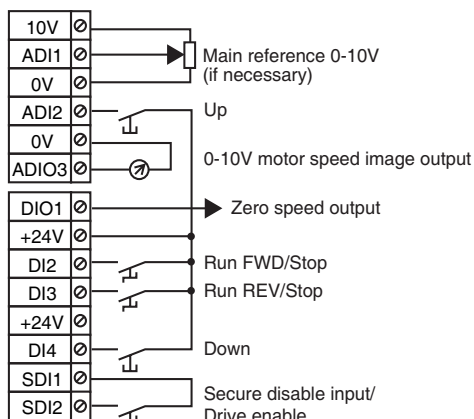 10V
ADI1
Main reference 0-10V
(if necessary)
0V
ADI2
Up
0V
0-10V motor speed image output
ADIO3
DIO1
Zero speed output
+24V
DI2
Run FWD/Stop
DI3
Run REV/Stop
+24V
DI4
Down
SDI1
Secure disable input/
SDI2
Drive enable